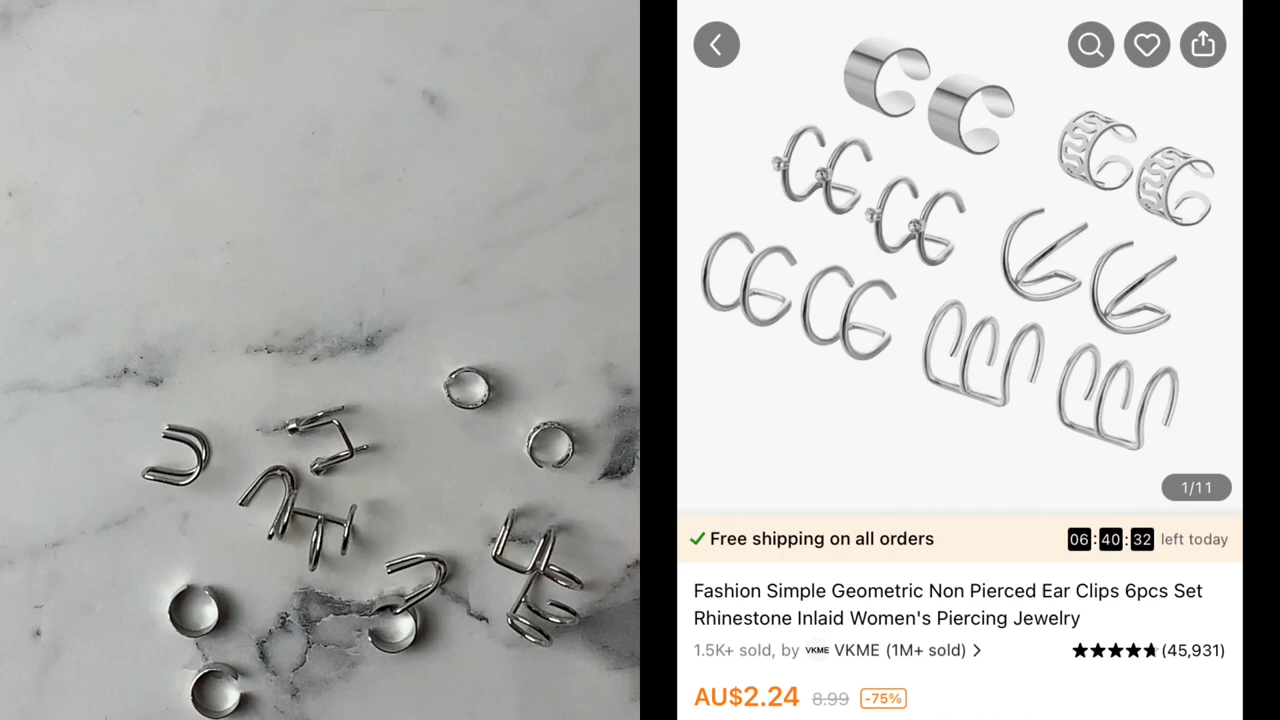 1/11
Free shipping on all orders 06:40:32 left today
Fashion Simple Geometric Non Pierced Ear Clips 6pcs Set
Rhinestone Inlaid Women's Piercing Jewelry
1.5K+ sold, by VKME VKME (1M+ sold) (45,931)
AU$2.24 8.99 -75%